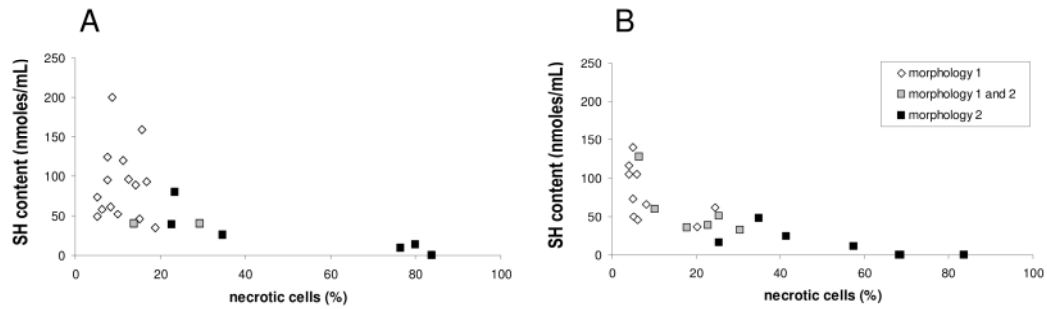 A
SH content (nmoles/mL)
250
200
150
100
50
0
0 20 40 60 80 100
necrotic cells (%)
B
SH content (nmoles/mL)
250
200
150
100
50
0
0 20 40 60 80 100
necrotic cells (%)
morphology 1
morphology 1 and 2
morphology 2